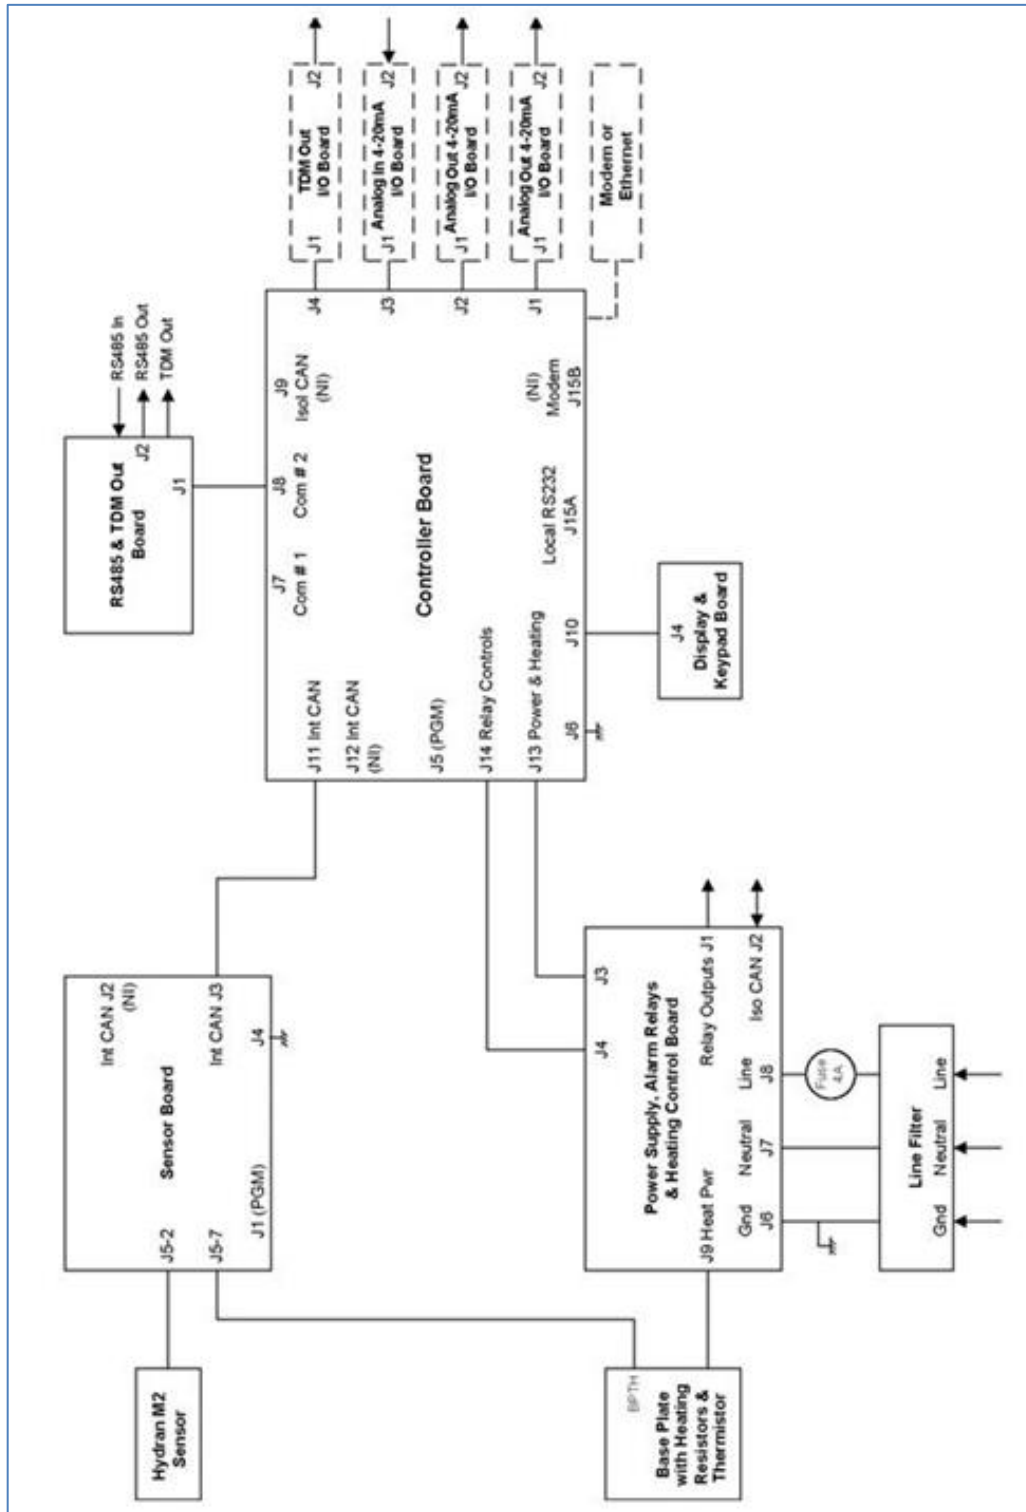 Hydran M2
Sensor
J5-2
J5-7
J1 (PGM)
Sensor Board
Int CAN J2
(NI)
Int CAN J3
J4
RS485 & TDM Out
Board
J2
J1
RS485 In
RS485 Out
TDM Out
J11 Int CAN
J12 Int CAN
(NI)
J5 (PGM)
J14 Relay Controls
J13 Power & Heating
J6
J7
Com # 1
J8
Com # 2
J9
Isol CAN
(NI)
Controller Board
J10
Local RS232
J15A
(NI)
Modem
J15B
J4
J3
J2
J1
J1
TDM Out
I/O Board
J2
J1
Analog In 4-20mA
I/O Board
J2
J1
Analog Out 4-20mA
I/O Board
J2
J1
Analog Out 4-20mA
I/O Board
J2
Modem or
Ethernet
J4
Display &
Keypad Board
BPTH
Base Plate
with Heating
Resistors &
Thermistor
J4
J3
Power Supply, Alarm Relays
& Heating Control Board
J9 Heat Pwr
Relay Outputs J1
Iso CAN J2
Gnd
J6
Neutral
J7
Line
J8
Fuse
4A
Line Filter
Gnd
Neutral
Line